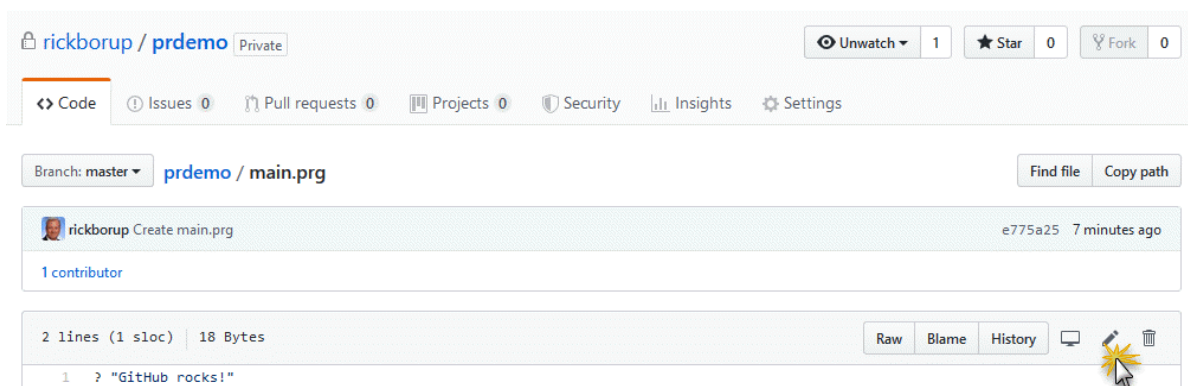 rickborup / prdemo Private Unwatch 1 Star 0 Fork 0
Code Issues 0 Pull requests 0 Projects 0 Security Insights Settings
Branch: master prdemo / main.prg Find file Copy path
rickborup Create main.prg e775a25 7 minutes ago
1 contributor
2 lines (1 sloc) 18 Bytes Raw Blame History
1 ? "GitHub rocks!"